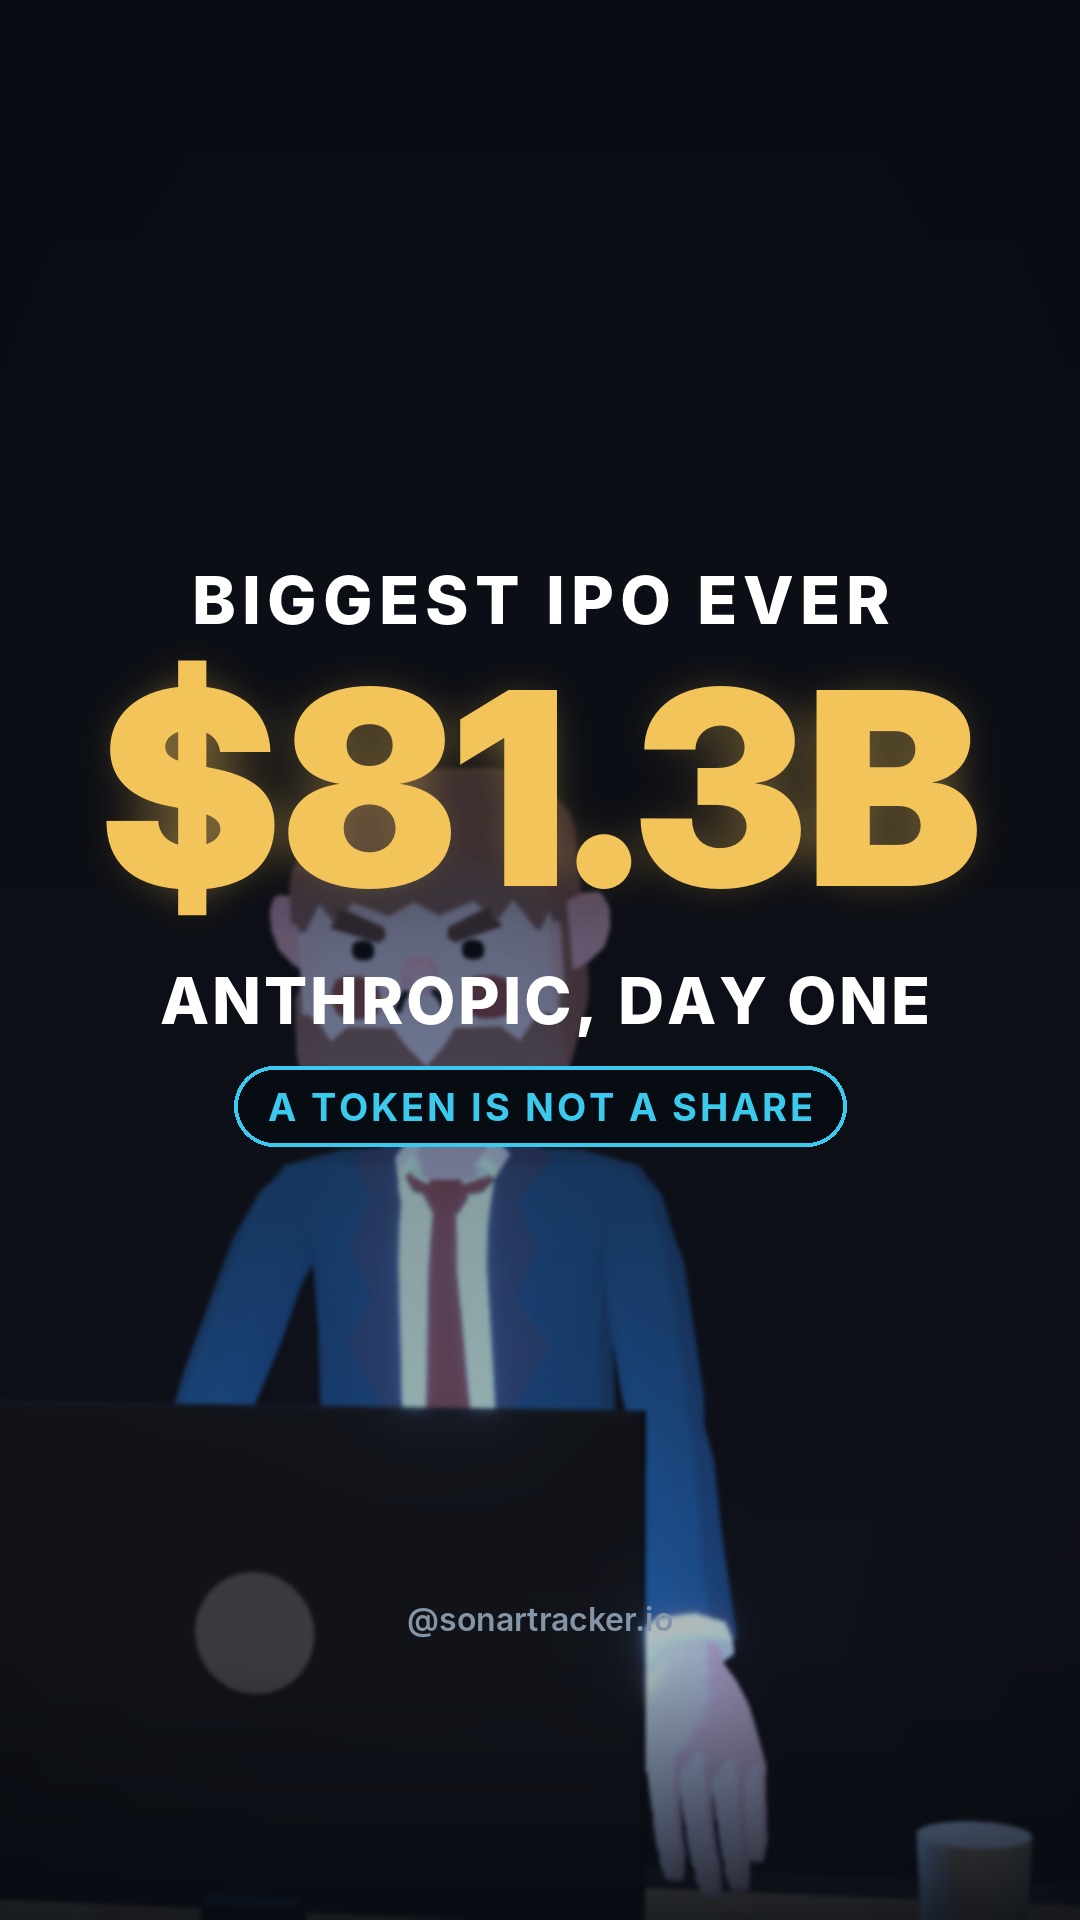 BIGGEST IPO EVER
$81.3B
ANTHROPIC, DAY ONE
A TOKEN IS NOT A SHARE
@sonartracker.io